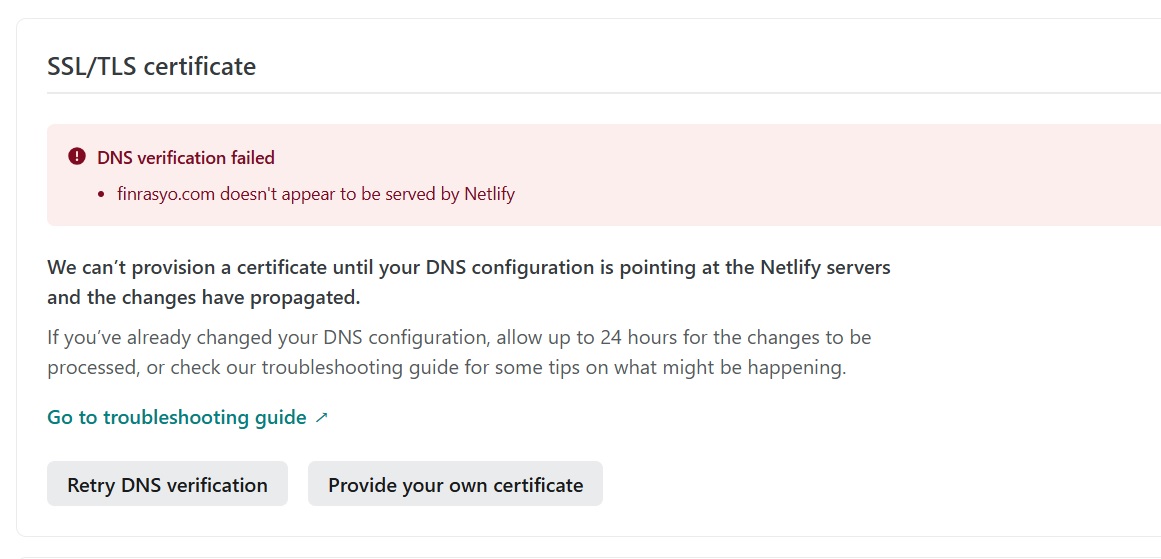 SSL/TLS certificate
DNS verification failed
• finrasyo.com doesn't appear to be served by Netlify
We can’t provision a certificate until your DNS configuration is pointing at the Netlify servers
and the changes have propagated.
If you’ve already changed your DNS configuration, allow up to 24 hours for the changes to be
processed, or check our troubleshooting guide for some tips on what might be happening.
Go to troubleshooting guide ↗
Retry DNS verification
Provide your own certificate